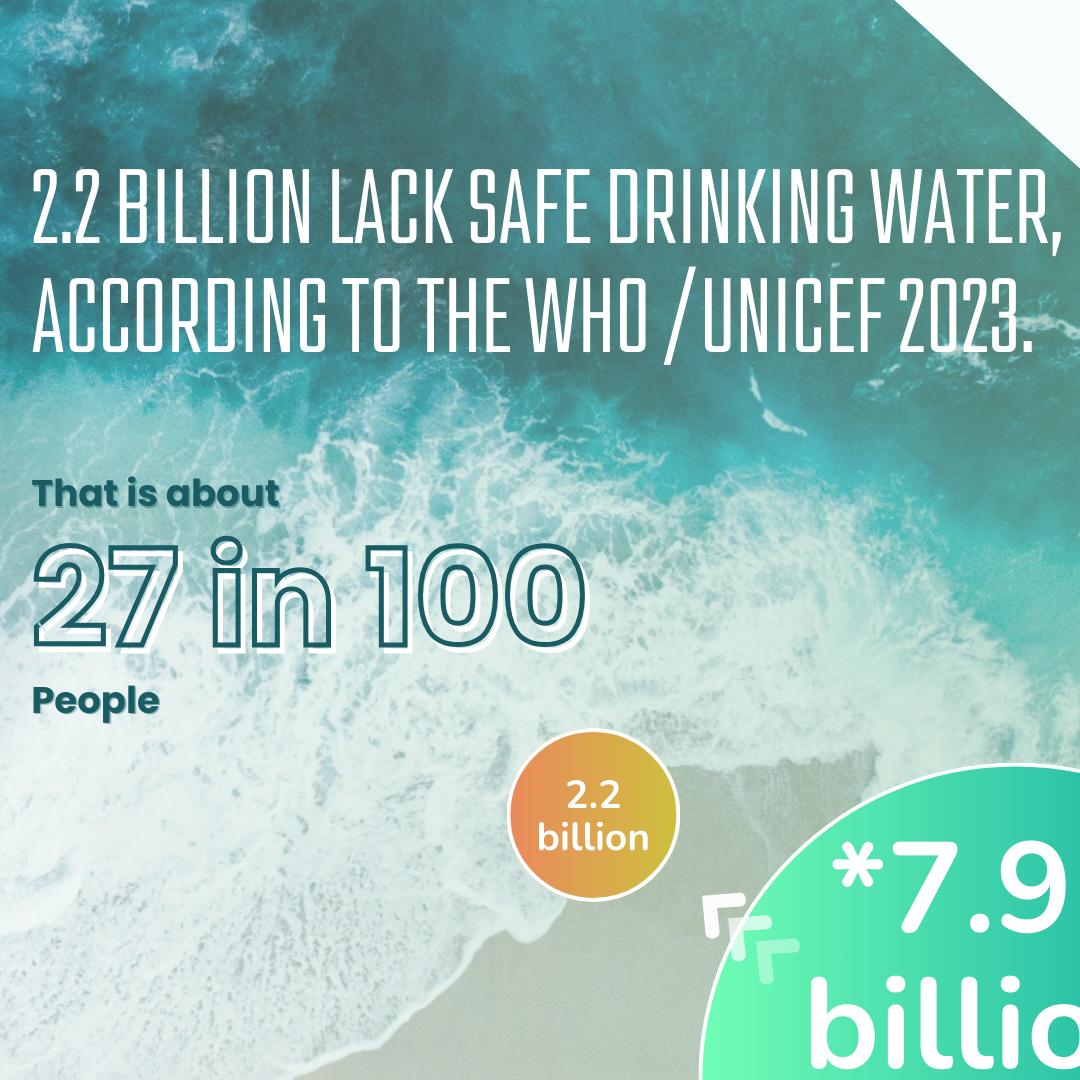 2.2 BILLION LACK SAFE DRINKING WATER,
ACCORDING TO THE WHO /UNICEF 2023.
That is about
27 in 100
People
2.2
billion
*7.9
billio